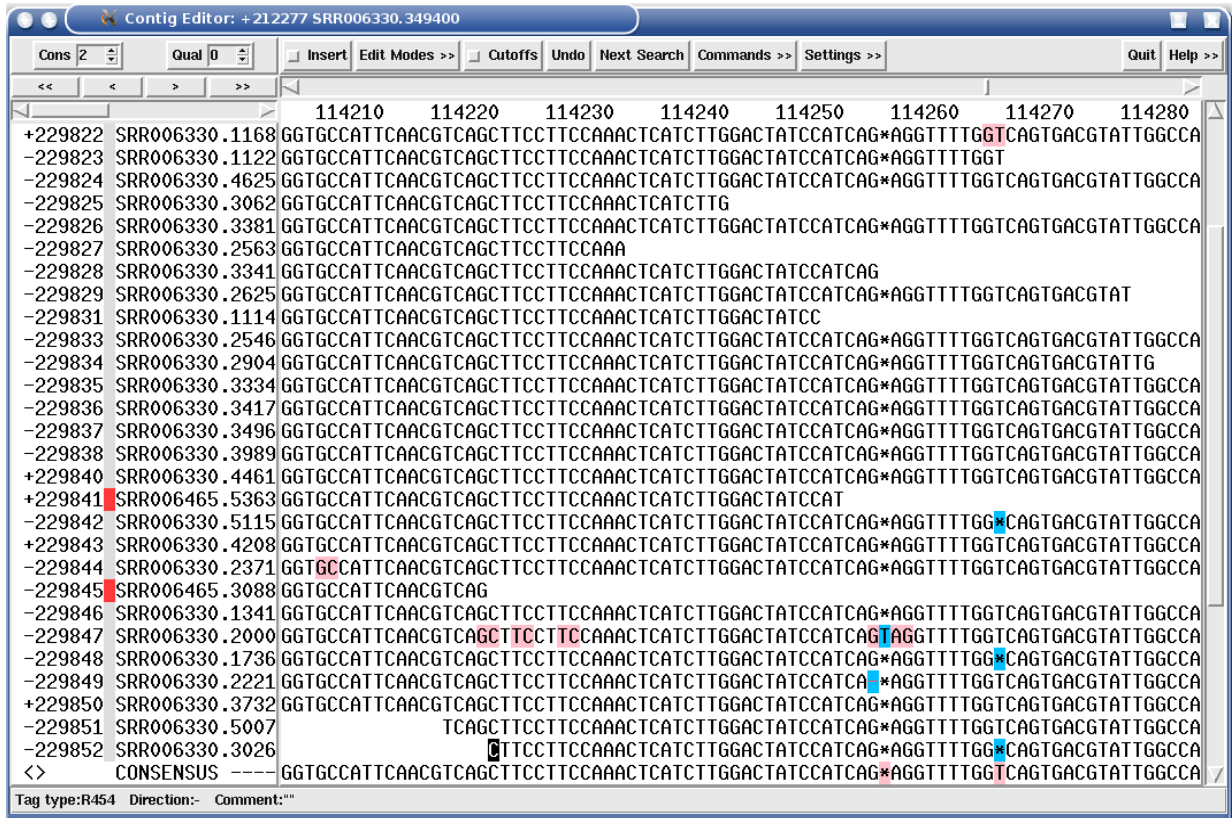 Contig Editor: +212277 SRR006330.349400
Cons 2 Qual 0 Insert Edit Modes >> Cutoffs Undo Next Search Commands >> Settings >> Quit Help >>
<< < > >>
114210 114220 114230 114240 114250 114260 114270 114280
+229822 SRR006330.1168 GGTGCCATTCAACGTCAGCTTCCTTCCAAACTCATCTTGGACTATCCATCAG*AGGTTTTGGTCAGTGACGTATTGGCCA
-229823 SRR006330.1122 GGTGCCATTCAACGTCAGCTTCCTTCCAAACTCATCTTGGACTATCCATCAG*AGGTTTTGGT
-229824 SRR006330.4625 GGTGCCATTCAACGTCAGCTTCCTTCCAAACTCATCTTGGACTATCCATCAG*AGGTTTTGGTCAGTGACGTATTGGCCA
-229825 SRR006330.3062 GGTGCCATTCAACGTCAGCTTCCTTCCAAACTCATCTTG
-229826 SRR006330.3381 GGTGCCATTCAACGTCAGCTTCCTTCCAAACTCATCTTGGACTATCCATCAG*AGGTTTTGGTCAGTGACGTATTGGCCA
-229827 SRR006330.2563 GGTGCCATTCAACGTCAGCTTCCTTCCAAA
-229828 SRR006330.3341 GGTGCCATTCAACGTCAGCTTCCTTCCAAACTCATCTTGGACTATCCATCAG
-229829 SRR006330.2625 GGTGCCATTCAACGTCAGCTTCCTTCCAAACTCATCTTGGACTATCCATCAG*AGGTTTTGGTCAGTGACGTAT
-229831 SRR006330.1114 GGTGCCATTCAACGTCAGCTTCCTTCCAAACTCATCTTGGACTATCC
-229833 SRR006330.2546 GGTGCCATTCAACGTCAGCTTCCTTCCAAACTCATCTTGGACTATCCATCAG*AGGTTTTGGTCAGTGACGTATTGGCCA
-229834 SRR006330.2904 GGTGCCATTCAACGTCAGCTTCCTTCCAAACTCATCTTGGACTATCCATCAG*AGGTTTTGGTCAGTGACGTATTG
-229835 SRR006330.3334 GGTGCCATTCAACGTCAGCTTCCTTCCAAACTCATCTTGGACTATCCATCAG*AGGTTTTGGTCAGTGACGTATTGGCCA
-229836 SRR006330.3417 GGTGCCATTCAACGTCAGCTTCCTTCCAAACTCATCTTGGACTATCCATCAG*AGGTTTTGGTCAGTGACGTATTGGCCA
-229837 SRR006330.3496 GGTGCCATTCAACGTCAGCTTCCTTCCAAACTCATCTTGGACTATCCATCAG*AGGTTTTGGTCAGTGACGTATTGGCCA
-229838 SRR006330.3989 GGTGCCATTCAACGTCAGCTTCCTTCCAAACTCATCTTGGACTATCCATCAG*AGGTTTTGGTCAGTGACGTATTGGCCA
+229840 SRR006330.4461 GGTGCCATTCAACGTCAGCTTCCTTCCAAACTCATCTTGGACTATCCATCAG*AGGTTTTGGTCAGTGACGTATTGGCCA
+229841 SRR006465.5363 GGTGCCATTCAACGTCAGCTTCCTTCCAAACTCATCTTGGACTATCCAT
-229842 SRR006330.5115 GGTGCCATTCAACGTCAGCTTCCTTCCAAACTCATCTTGGACTATCCATCAG*AGGTTTTGG*CAGTGACGTATTGGCCA
+229843 SRR006330.4208 GGTGCCATTCAACGTCAGCTTCCTTCCAAACTCATCTTGGACTATCCATCAG*AGGTTTTGGTCAGTGACGTATTGGCCA
-229844 SRR006330.2371 GGTGCCATTCAACGTCAGCTTCCTTCCAAACTCATCTTGGACTATCCATCAG*AGGTTTTGGTCAGTGACGTATTGGCCA
-229845 SRR006465.3088 GGTGCCATTCAACGTCAG
-229846 SRR006330.1341 GGTGCCATTCAACGTCAGCTTCCTTCCAAACTCATCTTGGACTATCCATCAG*AGGTTTTGGTCAGTGACGTATTGGCCA
-229847 SRR006330.2000 GGTGCCATTCAACGTCAGCTTCCTTCCAAACTCATCTTGGACTATCCATCAGTAGGTTTTGGTCAGTGACGTATTGGCCA
-229848 SRR006330.1736 GGTGCCATTCAACGTCAGCTTCCTTCCAAACTCATCTTGGACTATCCATCAG*AGGTTTTGG*CAGTGACGTATTGGCCA
-229849 SRR006330.2221 GGTGCCATTCAACGTCAGCTTCCTTCCAAACTCATCTTGGACTATCCATCA-*AGGTTTTGGTCAGTGACGTATTGGCCA
+229850 SRR006330.3732 GGTGCCATTCAACGTCAGCTTCCTTCCAAACTCATCTTGGACTATCCATCAG*AGGTTTTGGTCAGTGACGTATTGGCCA
-229851 SRR006330.5007 TCAGCTTCCTTCCAAACTCATCTTGGACTATCCATCAG*AGGTTTTGGTCAGTGACGTATTGGCCA
-229852 SRR006330.3026 CTTCCTTCCAAACTCATCTTGGACTATCCATCAG*AGGTTTTGG*CAGTGACGTATTGGCCA
<> CONSENSUS ---- GGTGCCATTCAACGTCAGCTTCCTTCCAAACTCATCTTGGACTATCCATCAG*AGGTTTTGGTCAGTGACGTATTGGCCA
Tag type:R454 Direction:- Comment:""